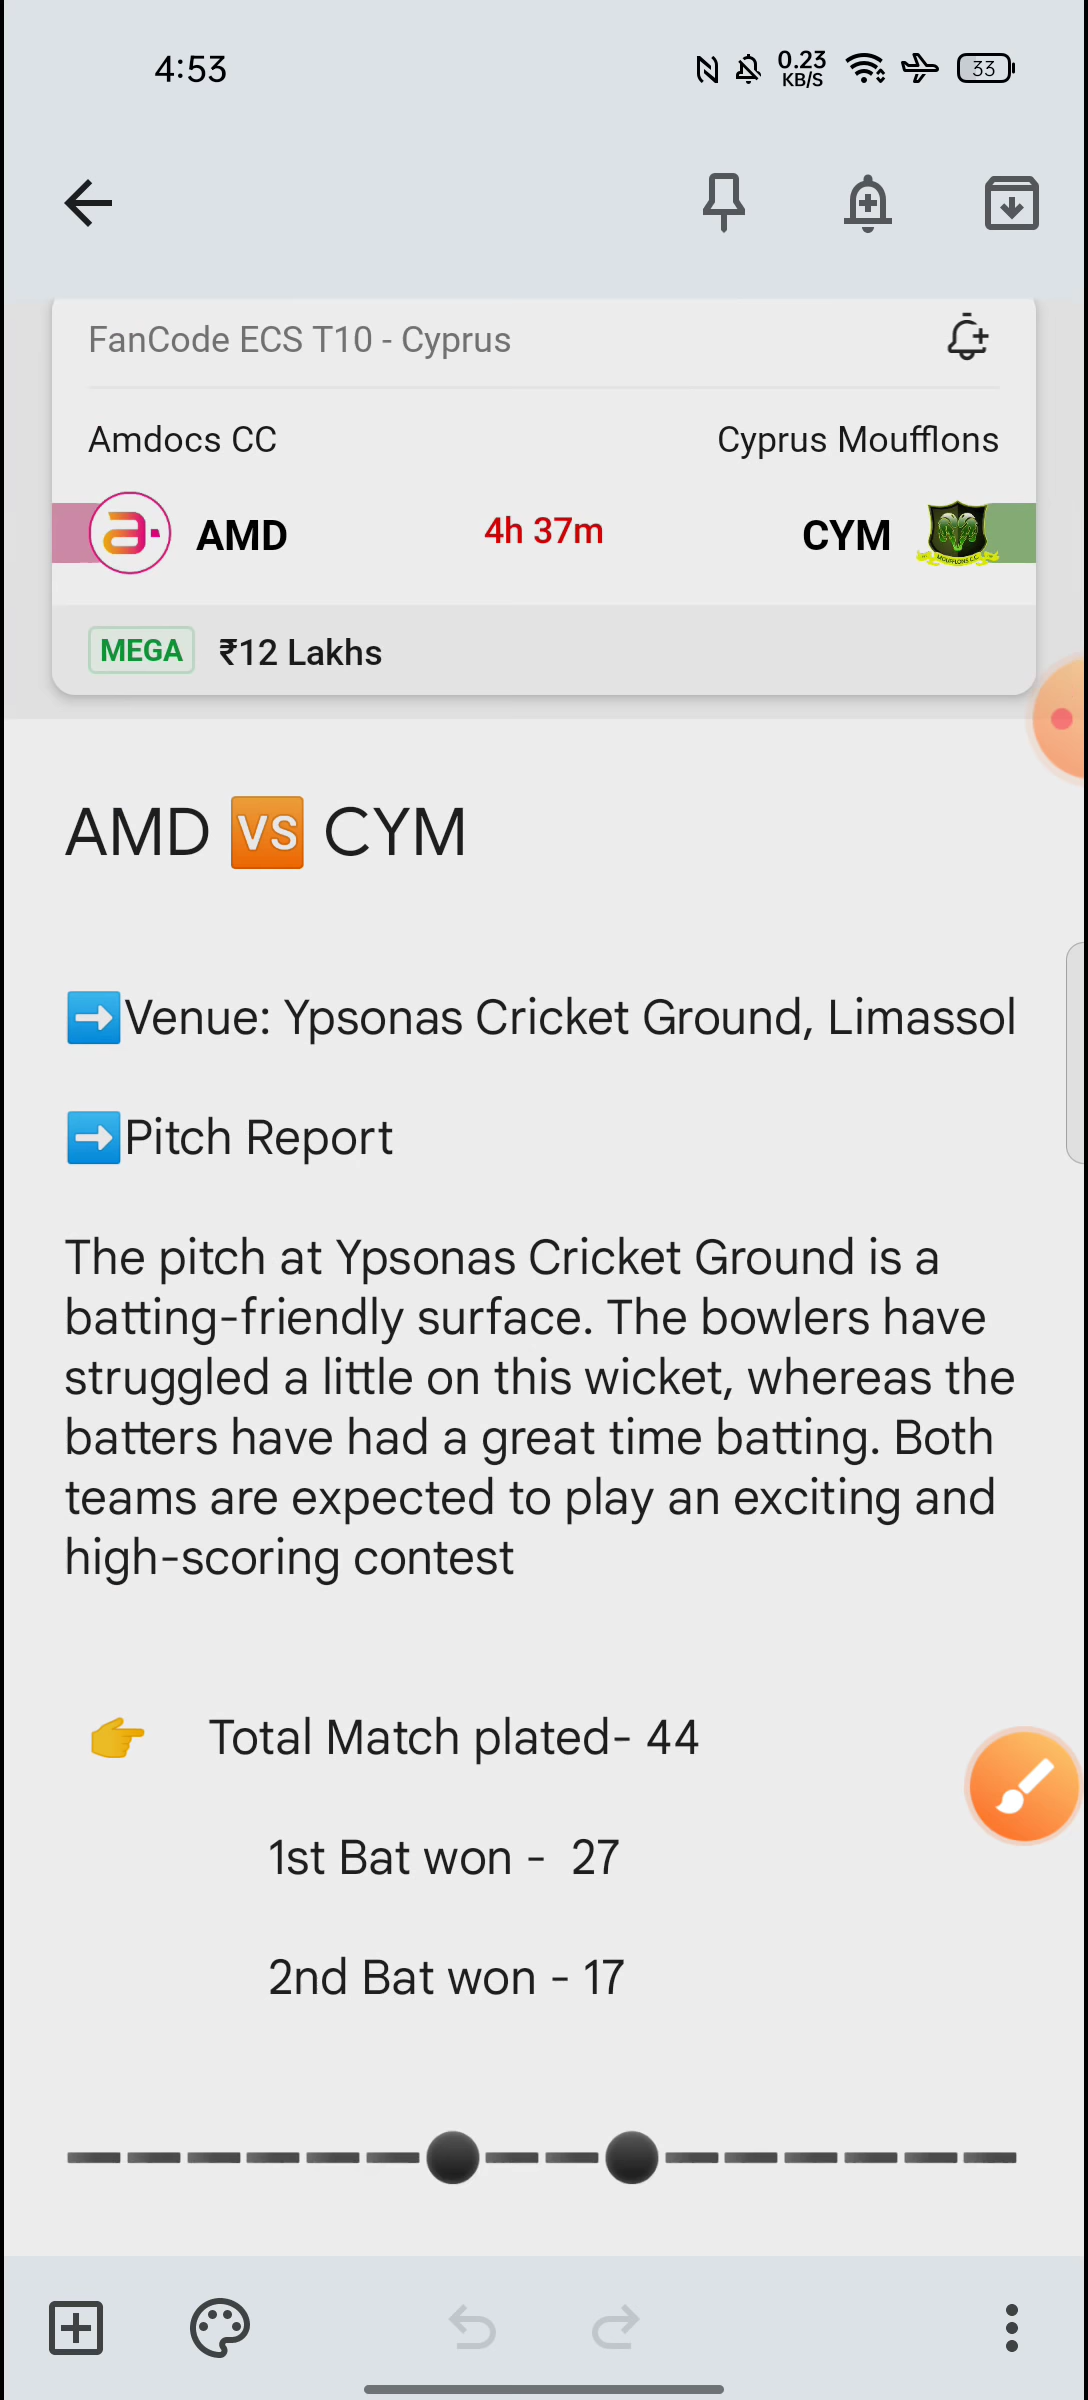 4:53
0.23
KB/S
33
FanCode ECS T10 - Cyprus
Amdocs CC
Cyprus Moufflons
a.
AMD
4h 37m
CYM
MOUFFLONS C.C
MEGA
₹12 Lakhs
AMD 🆚 CYM
➡️Venue: Ypsonas Cricket Ground, Limassol
➡️Pitch Report
The pitch at Ypsonas Cricket Ground is a
batting-friendly surface. The bowlers have
struggled a little on this wicket, whereas the
batters have had a great time batting. Both
teams are expected to play an exciting and
high-scoring contest
👉 Total Match plated- 44
1st Bat won - 27
2nd Bat won - 17